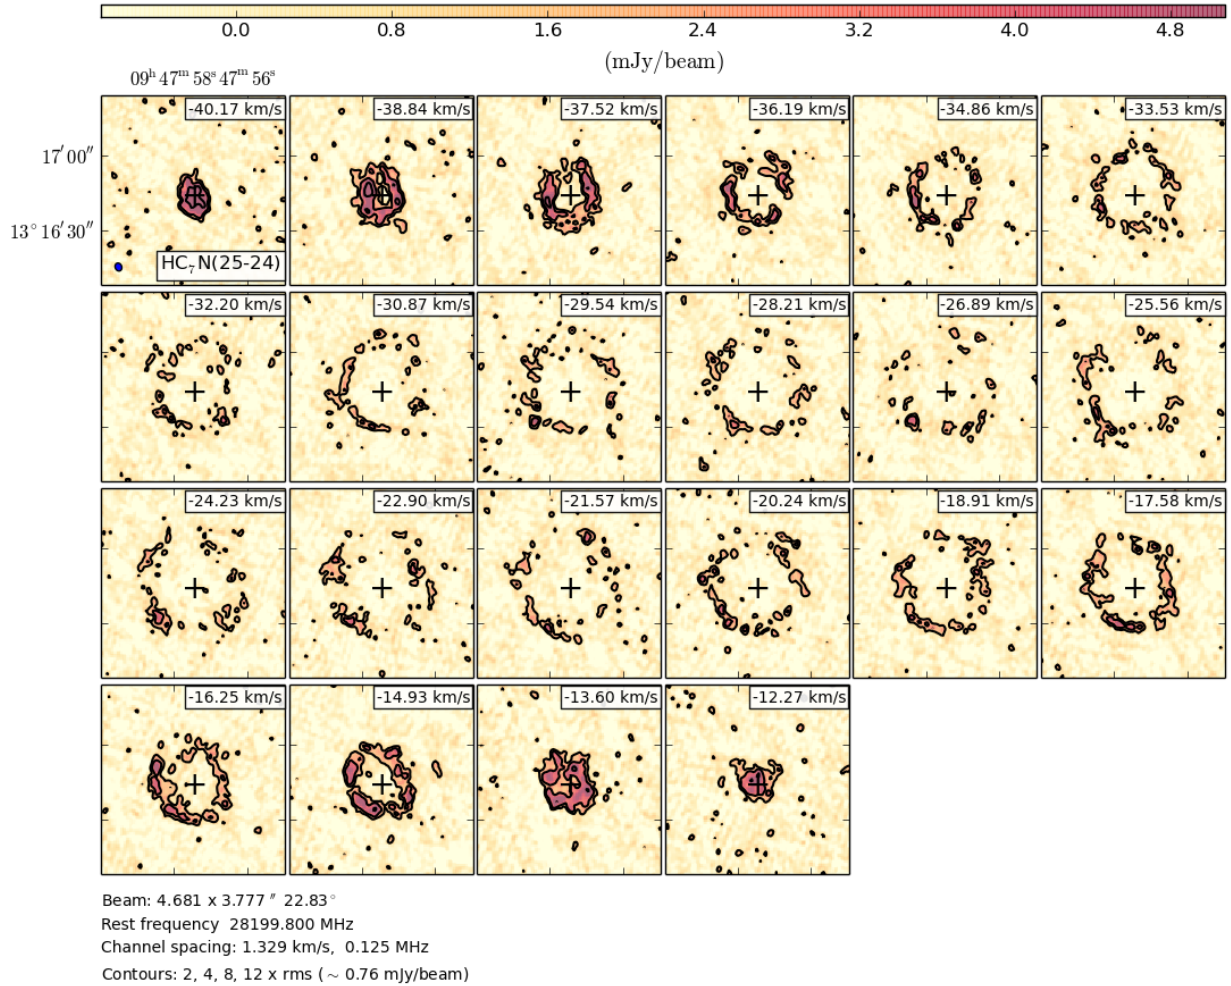 0.0 0.8 1.6 2.4 3.2 4.0 4.8
(mJy/beam)
09ʰ 47ᵐ 58ˢ 47ᵐ 56ˢ
-40.17 km/s -38.84 km/s -37.52 km/s -36.19 km/s -34.86 km/s -33.53 km/s
17′00″
13° 16′30″
HC₇N(25-24)
-32.20 km/s -30.87 km/s -29.54 km/s -28.21 km/s -26.89 km/s -25.56 km/s
-24.23 km/s -22.90 km/s -21.57 km/s -20.24 km/s -18.91 km/s -17.58 km/s
-16.25 km/s -14.93 km/s -13.60 km/s -12.27 km/s
Beam: 4.681 x 3.777 ″ 22.83°
Rest frequency 28199.800 MHz
Channel spacing: 1.329 km/s, 0.125 MHz
Contours: 2, 4, 8, 12 x rms (∼ 0.76 mJy/beam)